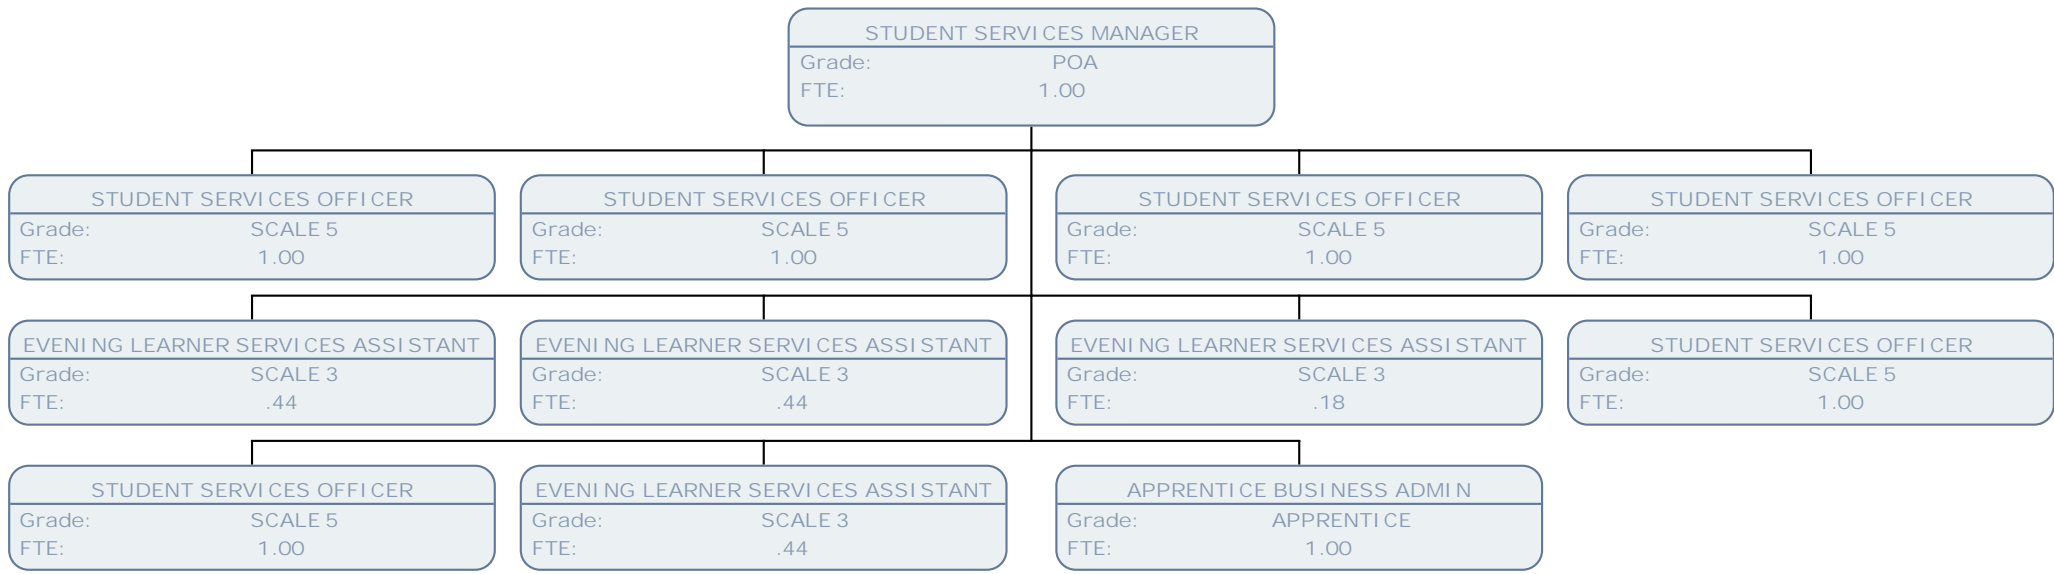 STUDENT SERVICES MANAGER
Grade: POA
FTE: 1.00
STUDENT SERVICES OFFICER
Grade: SCALE 5
FTE: 1.00
STUDENT SERVICES OFFICER
Grade: SCALE 5
FTE: 1.00
STUDENT SERVICES OFFICER
Grade: SCALE 5
FTE: 1.00
STUDENT SERVICES OFFICER
Grade: SCALE 5
FTE: 1.00
EVENING LEARNER SERVICES ASSISTANT
Grade: SCALE 3
FTE: .44
EVENING LEARNER SERVICES ASSISTANT
Grade: SCALE 3
FTE: .44
EVENING LEARNER SERVICES ASSISTANT
Grade: SCALE 3
FTE: .18
STUDENT SERVICES OFFICER
Grade: SCALE 5
FTE: 1.00
STUDENT SERVICES OFFICER
Grade: SCALE 5
FTE: 1.00
EVENING LEARNER SERVICES ASSISTANT
Grade: SCALE 3
FTE: .44
APPRENTICE BUSINESS ADMIN
Grade: APPRENTICE
FTE: 1.00